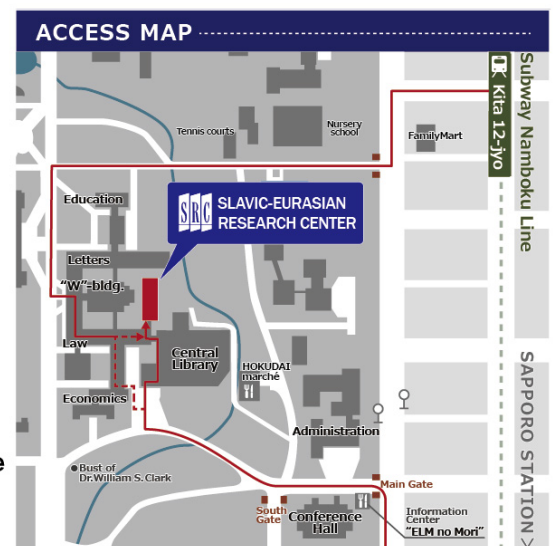 ACCESS MAP
Subway Namboku Line
Kita 12-jyo
Nursery
school
Tennis courts
FamilyMart
Education
SRC
SLAVIC-EURASIAN
RESEARCH CENTER
Letters
"W"-bldg.
Law
Central
Library
HOKUDAI
marché
Economics
SAPPORO STATION >
Administration
Bust of
Dr.William S. Clark
Main Gate
South
Gate
Conference
Hall
Information
Center
"ELM no Mori"
e